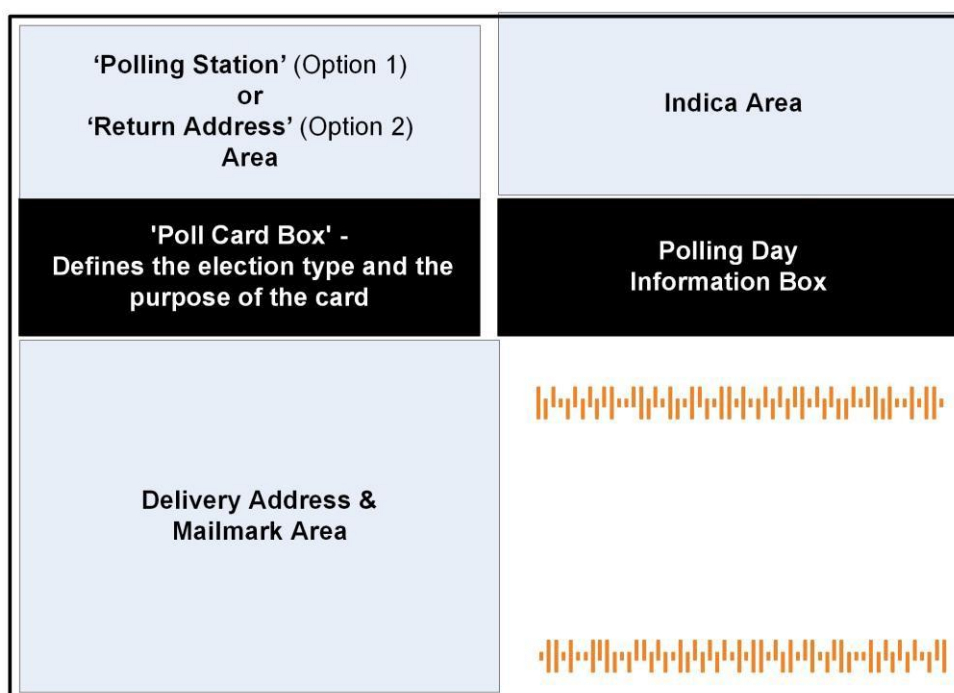 ‘Polling Station’ (Option 1)
or
‘Return Address’ (Option 2)
Area
Indica Area
'Poll Card Box' -
Defines the election type and the
purpose of the card
Polling Day
Information Box
Delivery Address &
Mailmark Area